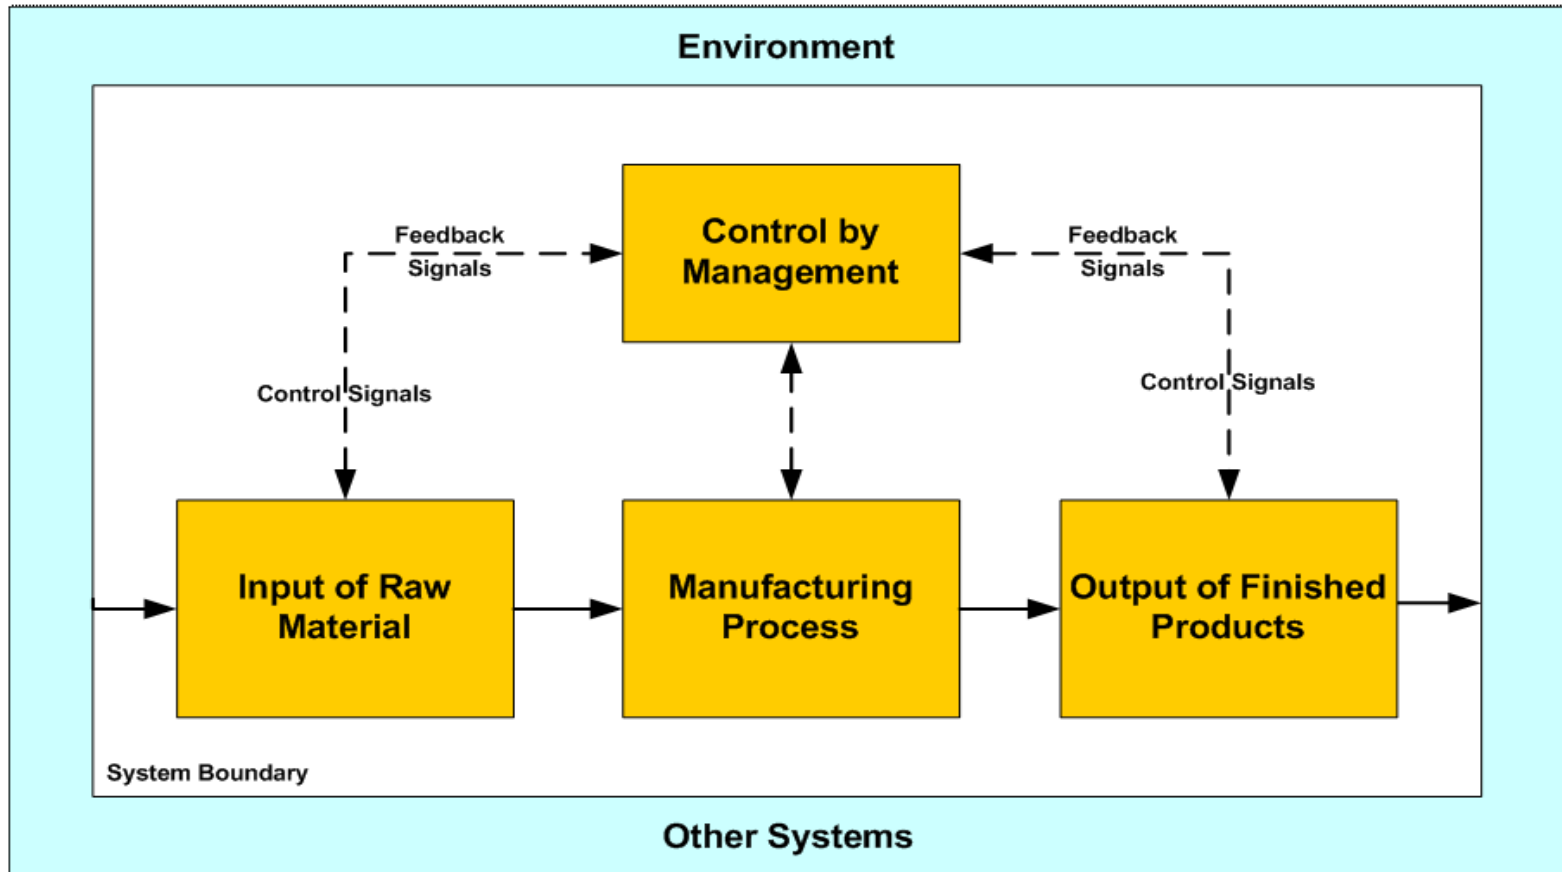 Environment
Control by
Management
Feedback
Signals
Feedback
Signals
Control Signals
Control Signals
Input of Raw
Material
Manufacturing
Process
Output of Finished
Products
System Boundary
Other Systems